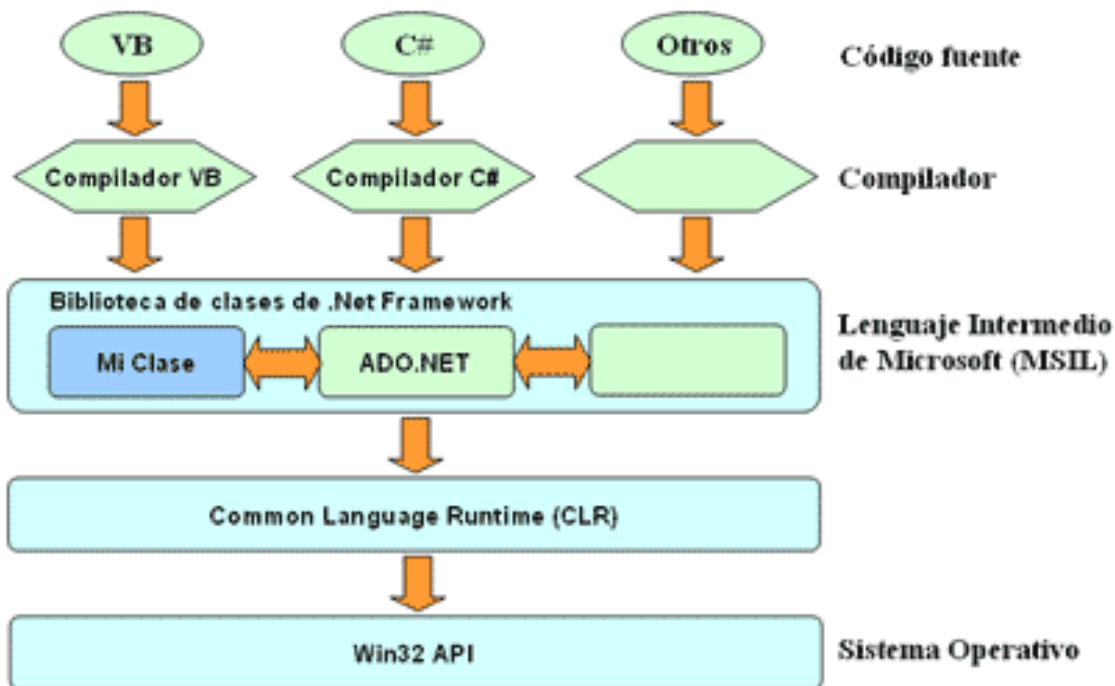 VB
C#
Otros
Código fuente
Compilador VB
Compilador C#
Compilador
Biblioteca de clases de .Net Framework
Mi Clase
ADO.NET
Lenguaje Intermedio
de Microsoft (MSIL)
Common Language Runtime (CLR)
Win32 API
Sistema Operativo